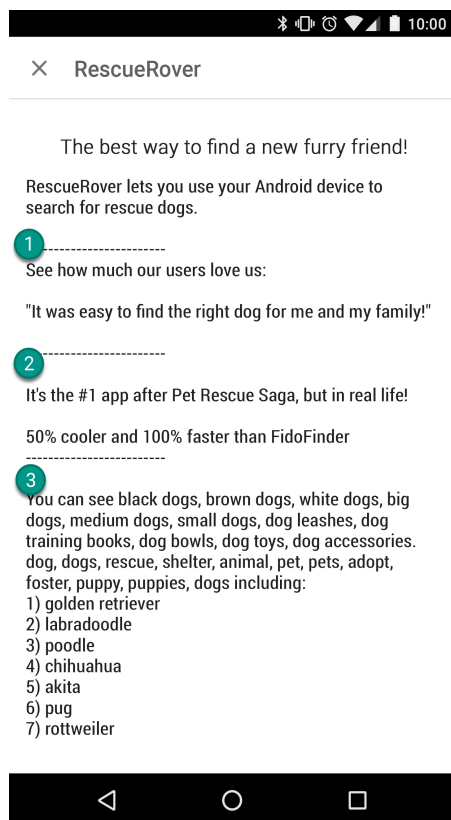 10:00
RescueRover
The best way to find a new furry friend!
RescueRover lets you use your Android device to
search for rescue dogs.
1 ----------------------
See how much our users love us:
"It was easy to find the right dog for me and my family!"
----------------------
2
It's the #1 app after Pet Rescue Saga, but in real life!
50% cooler and 100% faster than FidoFinder
-------------------------
3
You can see black dogs, brown dogs, white dogs, big
dogs, medium dogs, small dogs, dog leashes, dog
training books, dog bowls, dog toys, dog accessories.
dog, dogs, rescue, shelter, animal, pet, pets, adopt,
foster, puppy, puppies, dogs including:
1) golden retriever
2) labradoodle
3) poodle
4) chihuahua
5) akita
6) pug
7) rottweiler